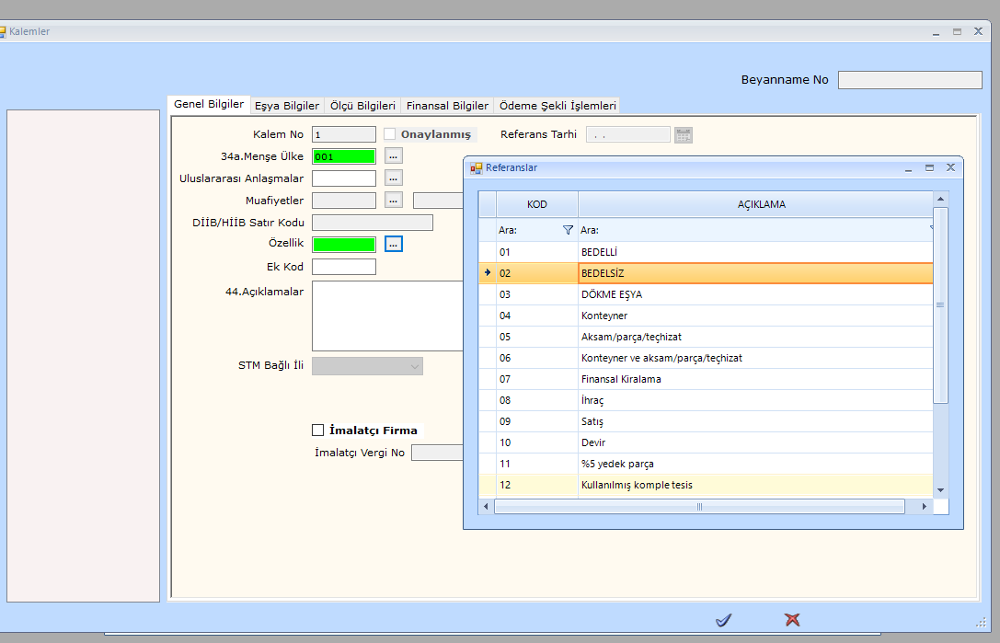 Kalemler
Beyanname No
Genel Bilgiler Eşya Bilgiler Ölçü Bilgileri Finansal Bilgiler Ödeme Şekli İşlemleri
Kalem No 1 Onaylanmış Referans Tarhi . .
34a.Menşe Ülke 001 ...
Uluslararası Anlaşmalar ...
Muafiyetler ...
DİİB/HİİB Satır Kodu
Özellik ...
Ek Kod
44.Açıklamalar
STM Bağlı İli
İmalatçı Firma
İmalatçı Vergi No
Referanslar
KOD AÇIKLAMA
Ara: Ara:
01 BEDELLİ
02 BEDELSİZ
03 DÖKME EŞYA
04 Konteyner
05 Aksam/parça/teçhizat
06 Konteyner ve aksam/parça/teçhizat
07 Finansal Kiralama
08 İhraç
09 Satış
10 Devir
11 %5 yedek parça
12 Kullanılmış komple tesis